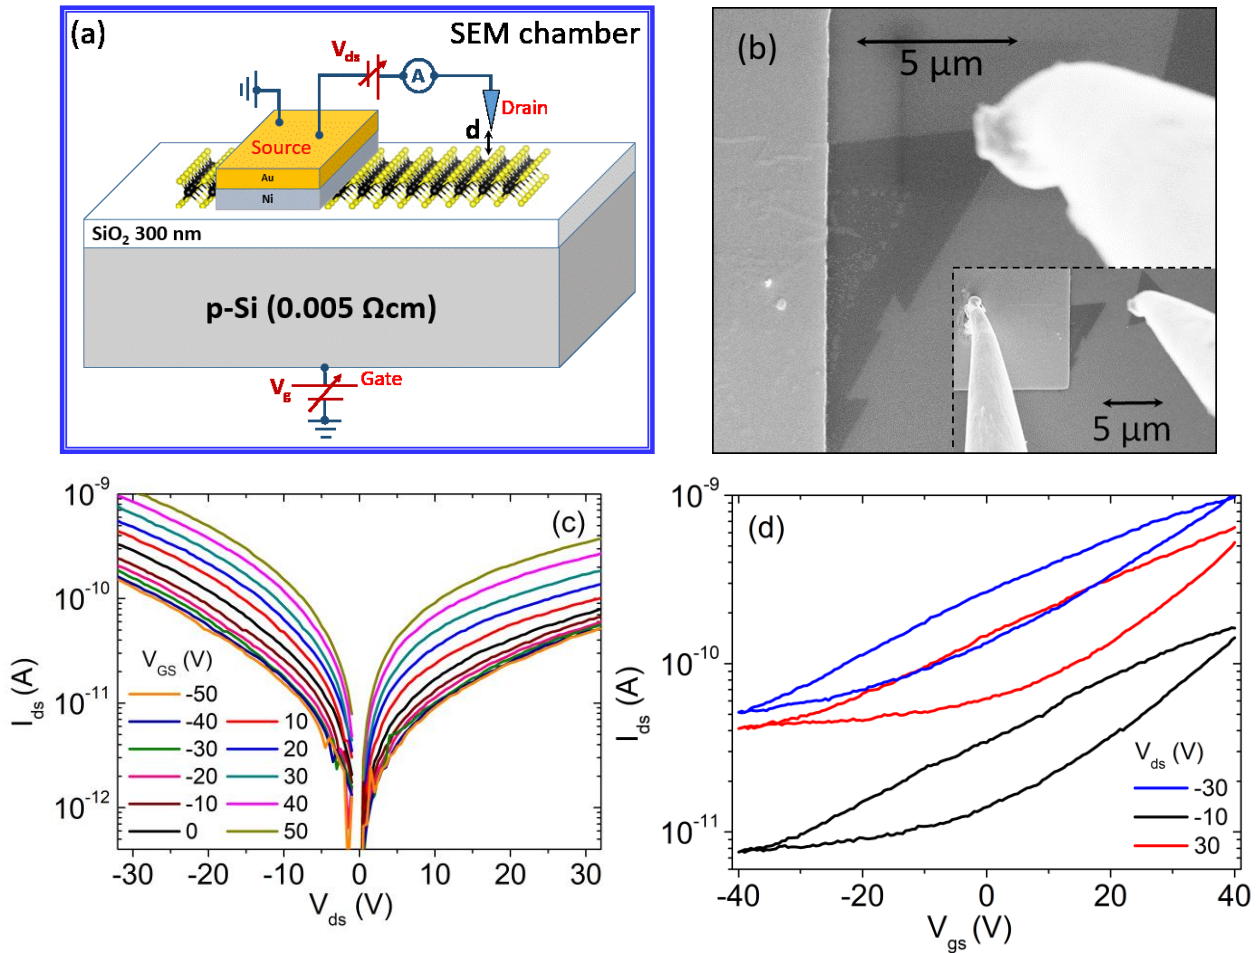 (a)
SEM chamber
V_ds
A
Drain
d
Source
Au
Ni
SiO₂ 300 nm
p-Si (0.005 Ωcm)
V_g
Gate
(b)
5 µm
5 µm
(c)
10⁻⁹
10⁻¹⁰
10⁻¹¹
10⁻¹²
I_ds (A)
V_GS (V)
-50
-40 10
-30 20
-20 30
-10 40
0 50
-30 -20 -10 0 10 20 30
V_ds (V)
(d)
10⁻⁹
10⁻¹⁰
10⁻¹¹
I_ds (A)
V_ds (V)
-30
-10
30
-40 -20 0 20 40
V_gs (V)